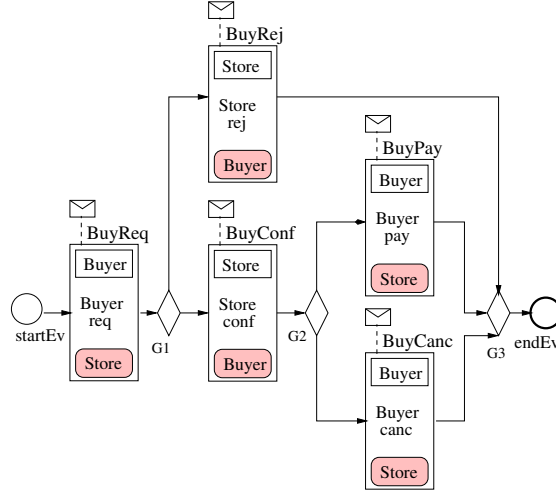 BuyRej
Store
Store
rej
Buyer
BuyPay
Buyer
Buyer
pay
Store
BuyReq
Buyer
Buyer
req
Store
BuyConf
Store
Store
conf
Buyer
startEv
G1
G2
G3
endEv
BuyCanc
Buyer
Buyer
canc
Store